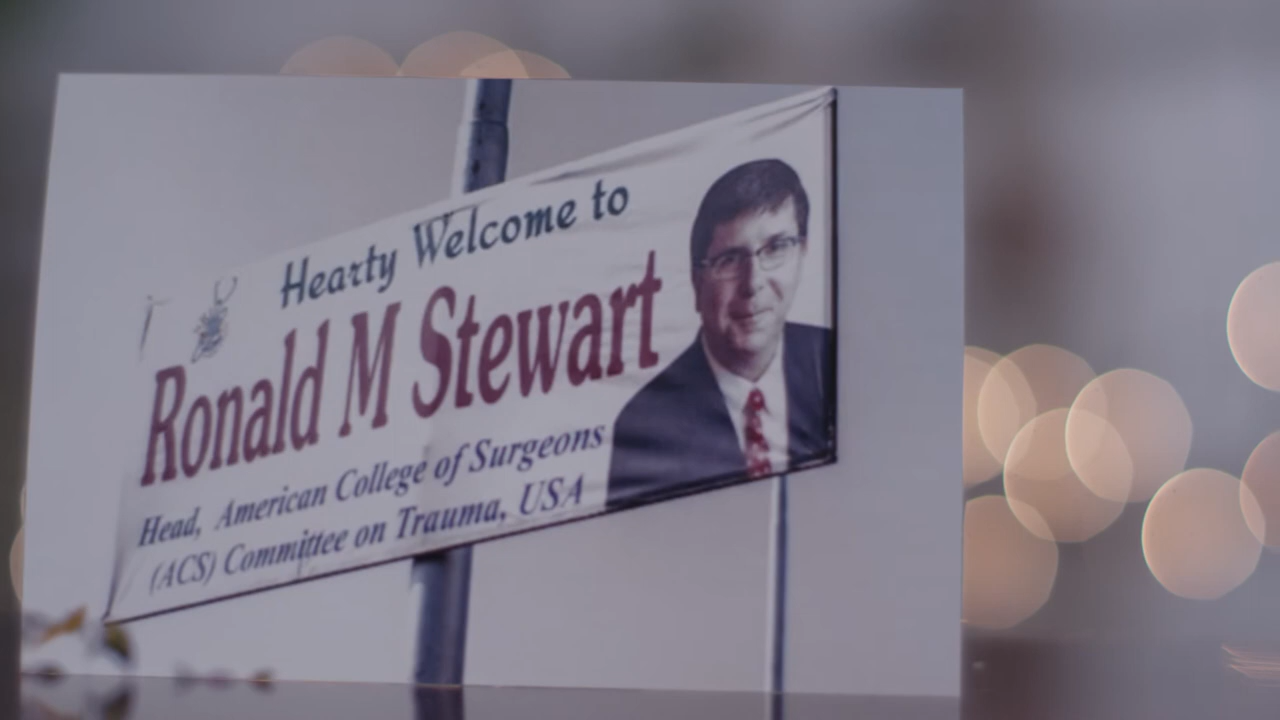 Hearty Welcome to
Ronald M Stewart
Head, American College of Surgeons
(ACS) Committee on Trauma, USA